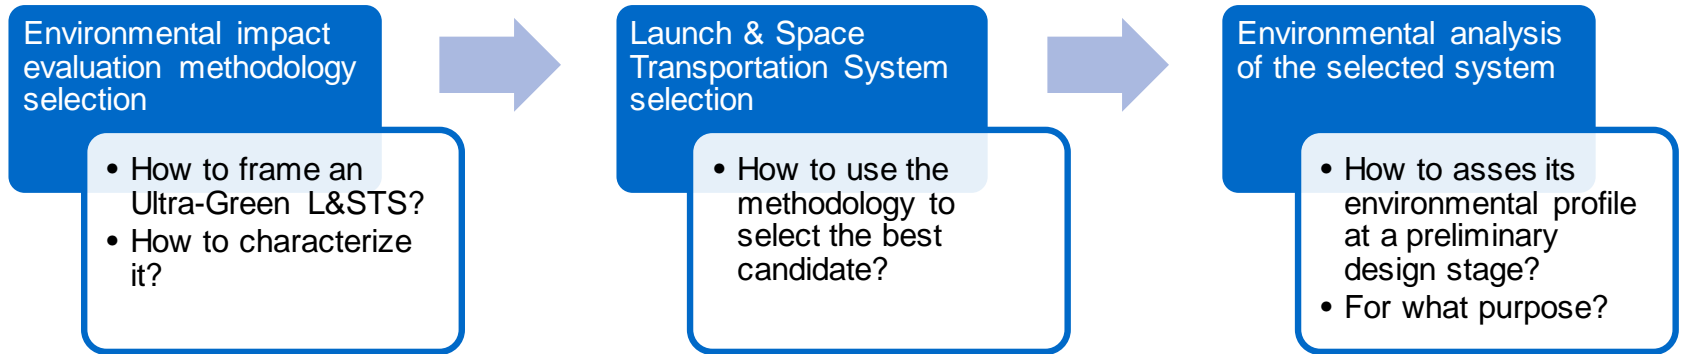 Environmental impact
evaluation methodology
selection
• How to frame an
Ultra-Green L&STS?
• How to characterize
it?
Launch & Space
Transportation System
selection
• How to use the
methodology to
select the best
candidate?
Environmental analysis
of the selected system
• How to asses its
environmental profile
at a preliminary
design stage?
• For what purpose?